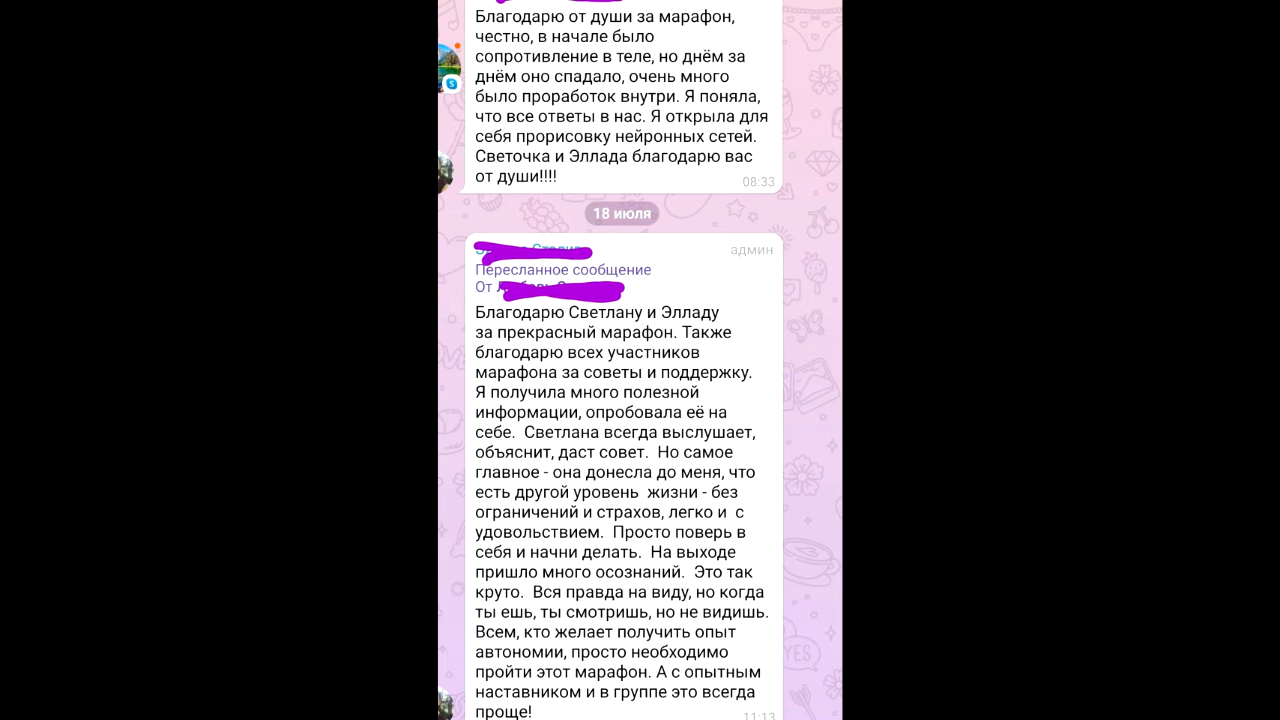 Благодарю от души за марафон,
честно, в начале было
сопротивление в теле, но днём за
днём оно спадало, очень много
было проработок внутри. Я поняла,
что все ответы в нас. Я открыла для
себя прорисовку нейронных сетей.
Светочка и Эллада благодарю вас
от души!!!!
08:33
18 июля
админ
Пересланное сообщение
От
Благодарю Светлану и Элладу
за прекрасный марафон. Также
благодарю всех участников
марафона за советы и поддержку.
Я получила много полезной
информации, опробовала её на
себе. Светлана всегда выслушает,
объяснит, даст совет. Но самое
главное - она донесла до меня, что
есть другой уровень жизни - без
ограничений и страхов, легко и с
удовольствием. Просто поверь в
себя и начни делать. На выходе
пришло много осознаний. Это так
круто. Вся правда на виду, но когда
ты ешь, ты смотришь, но не видишь.
Всем, кто желает получить опыт
автономии, просто необходимо
пройти этот марафон. А с опытным
наставником и в группе это всегда
проще!
11:13
YES